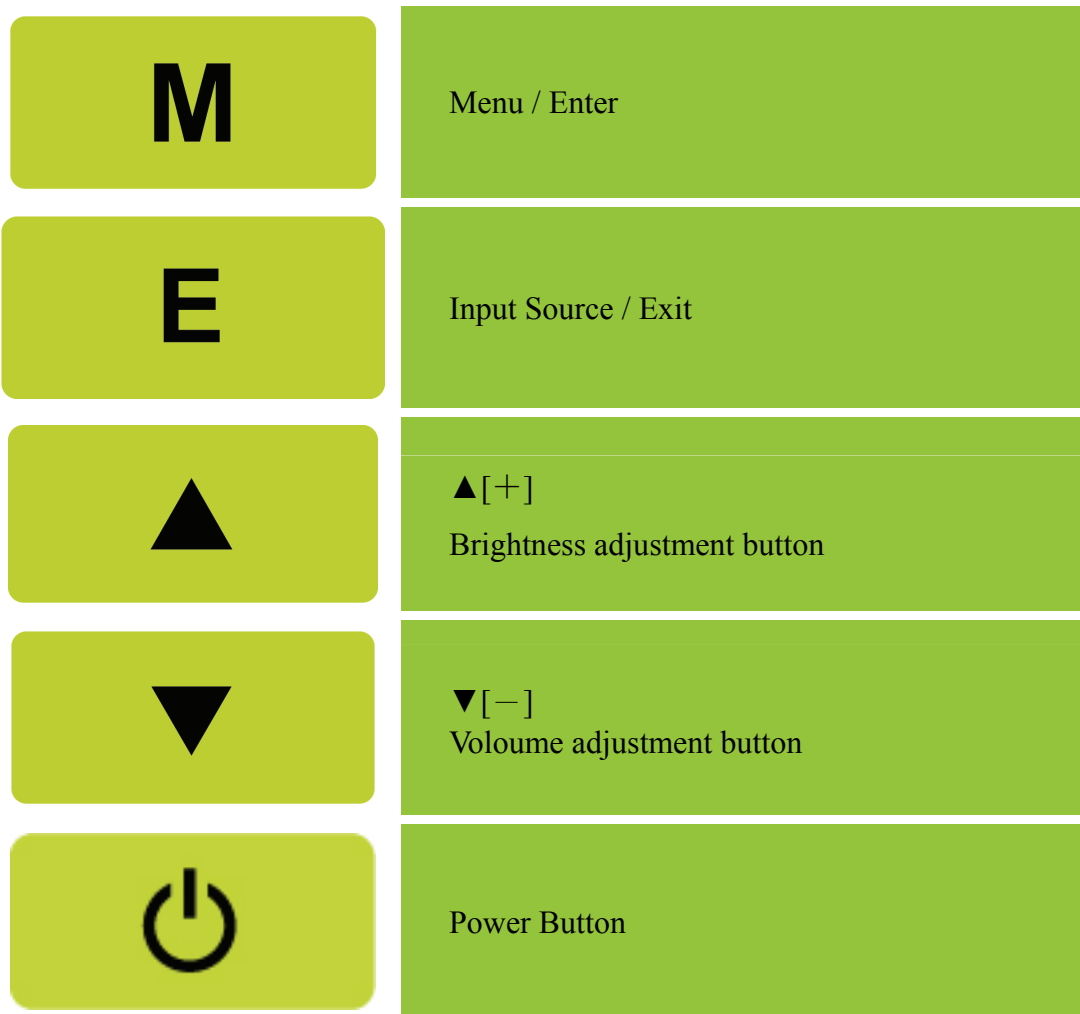 M
Menu / Enter
E
Input Source / Exit
▲
▲[＋]
Brightness adjustment button
▼
▼[－]
Voloume adjustment button
Power Button